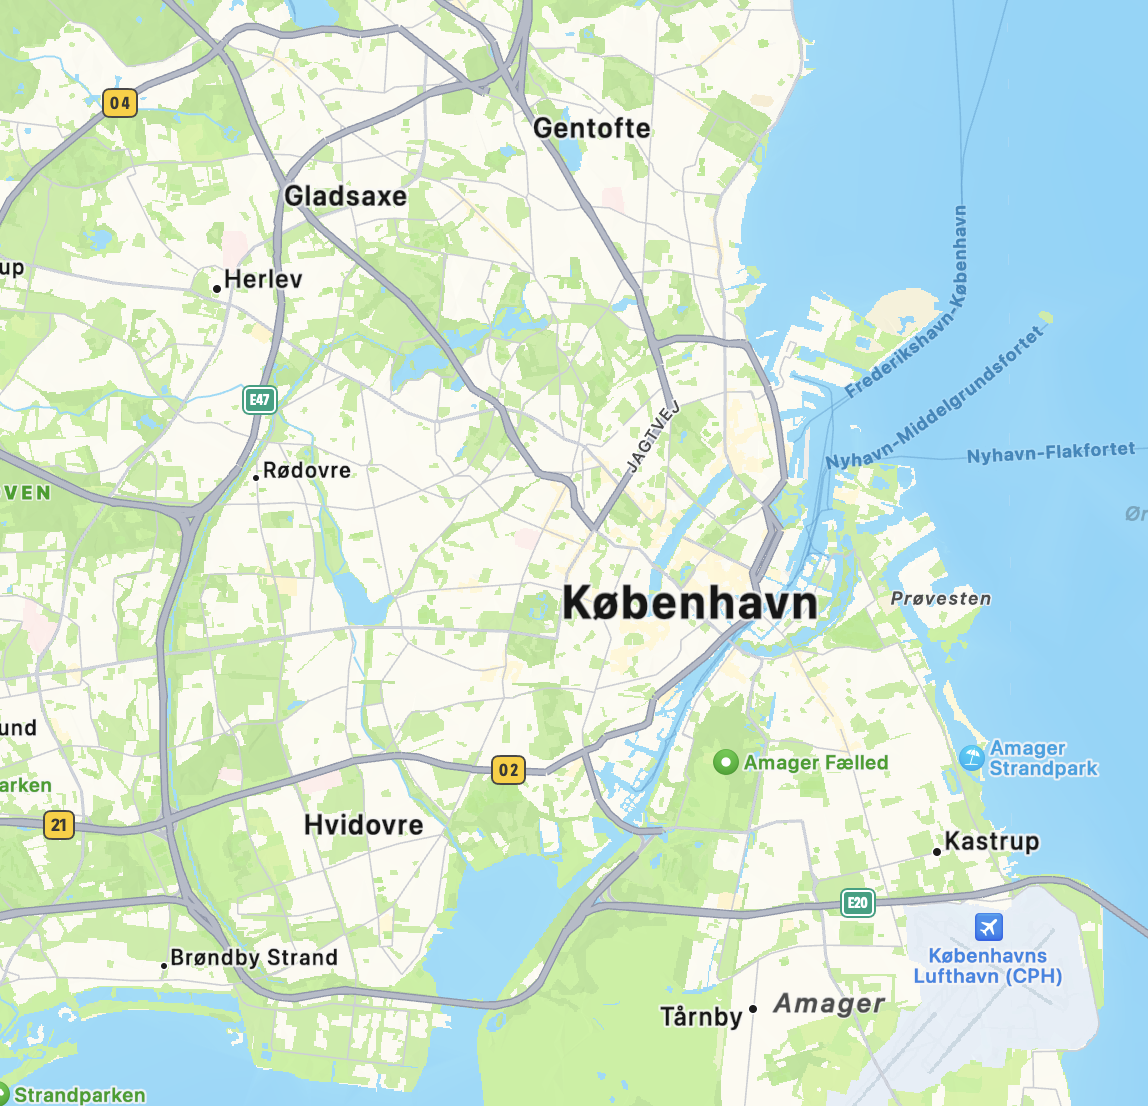 04
Gentofte
Gladsaxe
Frederikshavn-København
up
Herlev
Nyhavn-Middelgrundsfortet
E47
JAGTVEJ
Nyhavn-Flakfortet
Rødovre
VEN
Ør
København
Prøvesten
und
Amager
Strandpark
Amager Fælled
02
arken
21
Hvidovre
Kastrup
E20
Københavns
Lufthavn (CPH)
Brøndby Strand
Amager
Tårnby
Strandparken